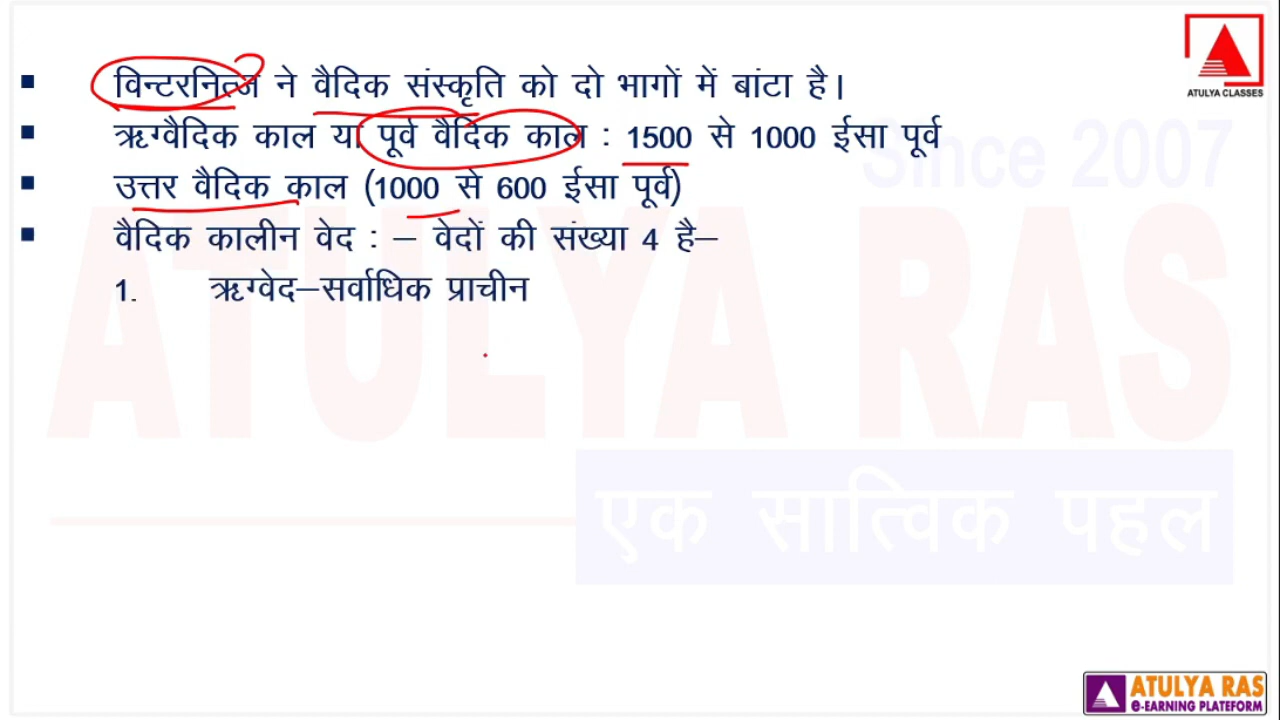 ▪ विन्टरनित्ज ने वैदिक संस्कृति को दो भागों में बांटा है।
▪ ऋग्वैदिक काल या पूर्व वैदिक काल : 1500 से 1000 ईसा पूर्व
▪ उत्तर वैदिक काल (1000 से 600 ईसा पूर्व)
▪ वैदिक कालीन वेद : – वेदों की संख्या 4 है–
1. ऋग्वेद–सर्वाधिक प्राचीन
ATULYA CLASSES
Since 2007
ATULYA RAS
एक सात्विक पहल
ATULYA RAS
e-EARNING PLATEFORM